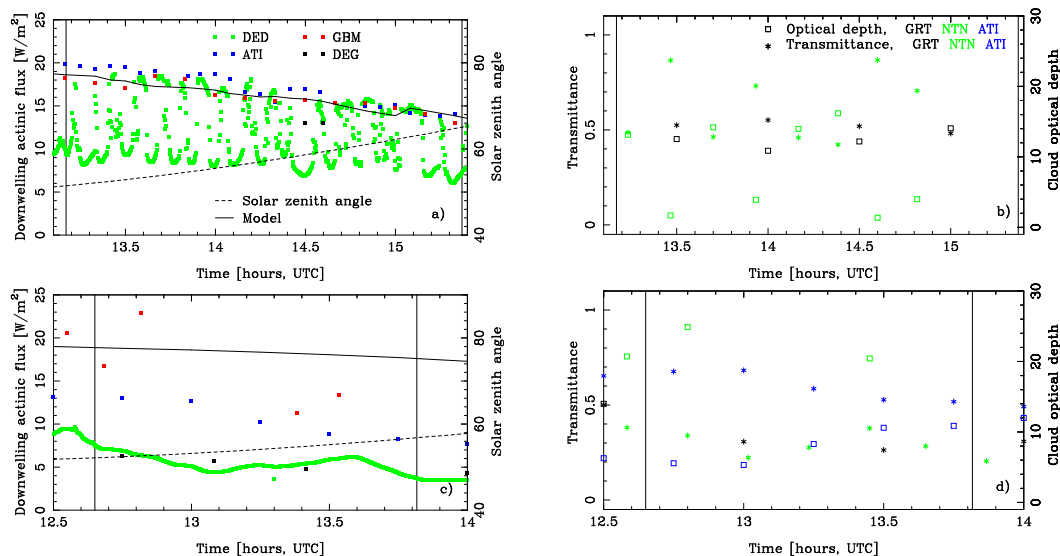 Downwelling actinic flux [W/m²]
25
20
15
10
5
0
DED GBM
ATI DEG
Solar zenith angle
Model
a)
80
60
40
Solar zenith angle
13.5 14 14.5 15
Time [hours, UTC]
Transmittance
1
0.5
0
Optical depth, GRT NTN ATI
Transmittance, GRT NTN ATI
b)
30
20
10
0
Cloud optical depth
13.5 14 14.5 15
Time [hours, UTC]
Downwelling actinic flux [W/m²]
25
20
15
10
5
0
c)
80
60
40
Solar zenith angle
12.5 13 13.5 14
Time [hours, UTC]
Transmittance
1
0.5
0
d)
30
20
10
0
Cloud optical depth
12.5 13 13.5 14
Time [hours, UTC]